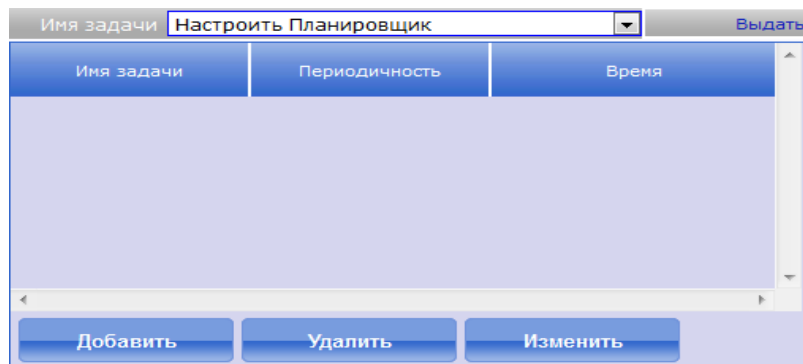 Имя задачи Настроить Планировщик Выдать
Имя задачи Периодичность Время
Добавить Удалить Изменить